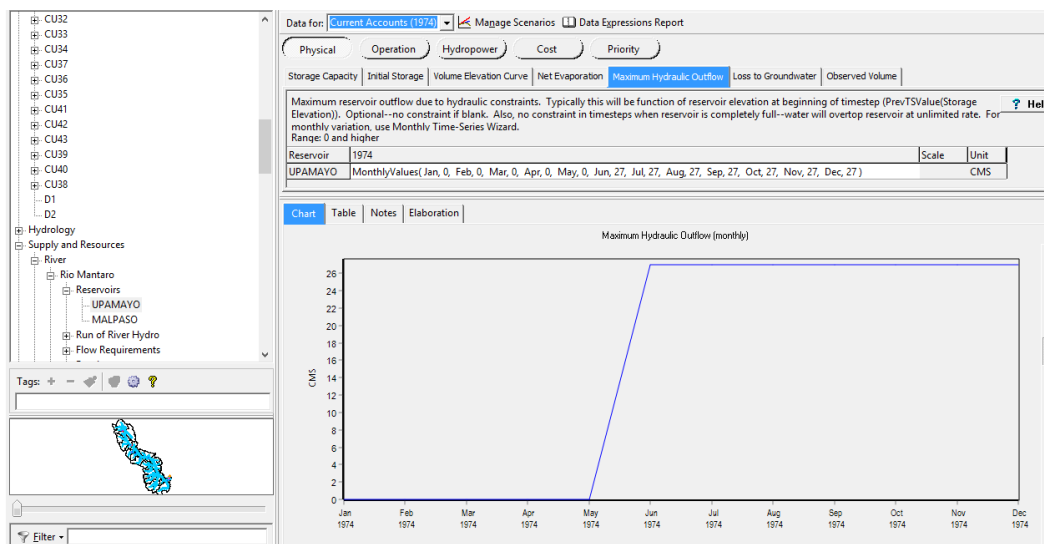 CU32
CU33
CU34
CU37
CU36
CU35
CU41
CU42
CU43
CU39
CU40
CU38
D1
D2
Hydrology
Supply and Resources
River
Rio Mantaro
Reservoirs
UPAMAYO
MALPASO
Run of River Hydro
Flow Requirements
Tags:
Filter
Data for: Current Accounts (1974) Manage Scenarios Data Expressions Report
Physical Operation Hydropower Cost Priority
Storage Capacity Initial Storage Volume Elevation Curve Net Evaporation Maximum Hydraulic Outflow Loss to Groundwater Observed Volume
Maximum reservoir outflow due to hydraulic constraints. Typically this will be function of reservoir elevation at beginning of timestep (PrevTSValue(Storage
Elevation)). Optional--no constraint if blank. Also, no constraint in timesteps when reservoir is completely full--water will overtop reservoir at unlimited rate. For
monthly variation, use Monthly Time-Series Wizard.
Range: 0 and higher
? Hel
Reservoir 1974 Scale Unit
UPAMAYO MonthlyValues( Jan, 0, Feb, 0, Mar, 0, Apr, 0, May, 0, Jun, 27, Jul, 27, Aug, 27, Sep, 27, Oct, 27, Nov, 27, Dec, 27 ) CMS
Chart Table Notes Elaboration
Maximum Hydraulic Outflow (monthly)
CMS
26
24
22
20
18
16
14
12
10
8
6
4
2
0
Jan Feb Mar Apr May Jun Jul Aug Sep Oct Nov Dec
1974 1974 1974 1974 1974 1974 1974 1974 1974 1974 1974 1974